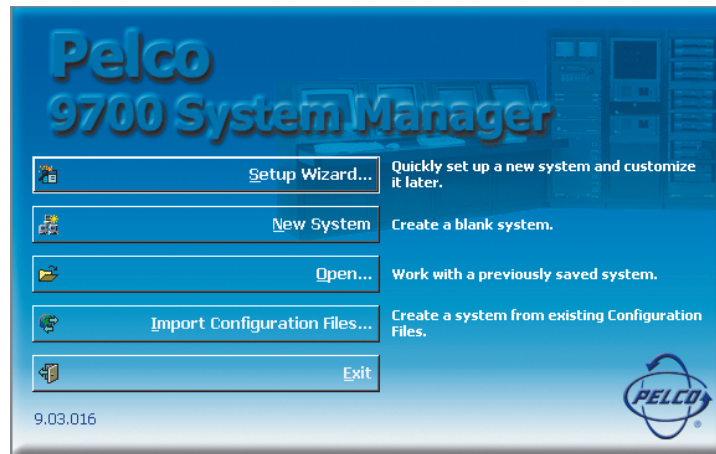 Pelco
9700 System Manager
Setup Wizard...
Quickly set up a new system and customize
it later.
New System
Create a blank system.
Open...
Work with a previously saved system.
Import Configuration Files...
Create a system from existing Configuration
Files.
Exit
PELCO
®
9.03.016